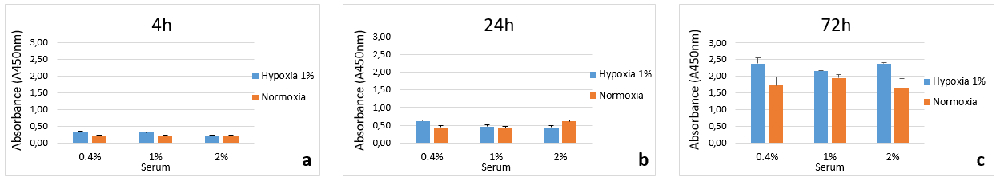 4h
Absorbance (A450nm)
3,00
2,50
2,00
1,50
1,00
0,50
0,00
0.4%
1%
2%
Serum
Hypoxia 1%
Normoxia
a
24h
Absorbance (A450nm)
3,00
2,50
2,00
1,50
1,00
0,50
0,00
0.4%
1%
2%
Serum
Hypoxia 1%
Normoxia
b
72h
Absorbance (A450nm)
3,00
2,50
2,00
1,50
1,00
0,50
0,00
0.4%
1%
2%
Serum
Hypoxia 1%
Normoxia
c